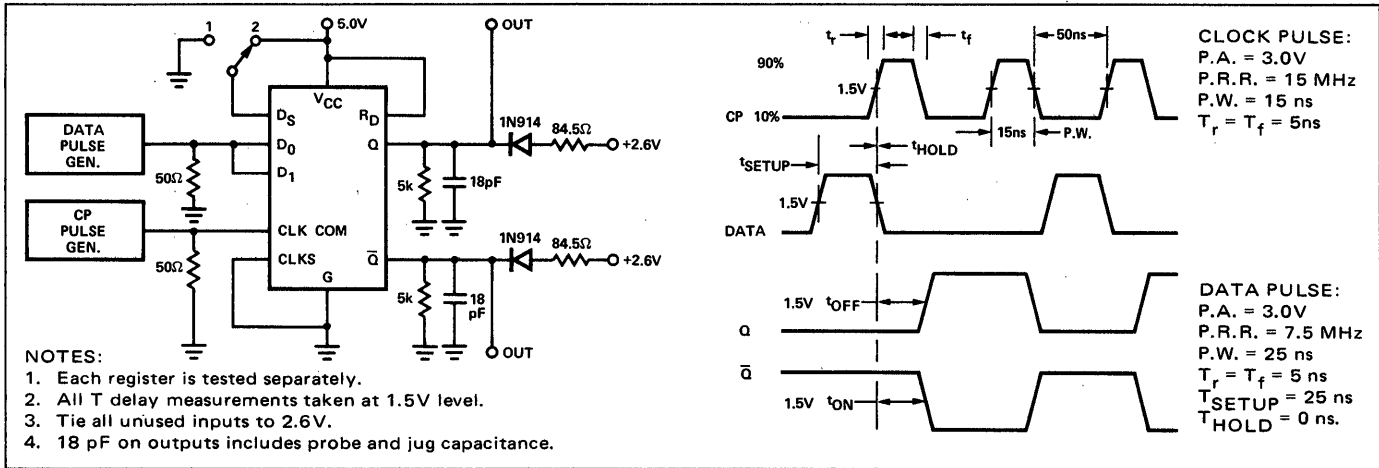 1
2
5.0V
OUT
VCC
RD
DS
D0
D1
Q
CLK COM
CLKS
Q̅
G
DATA
PULSE
GEN.
50Ω
CP
PULSE
GEN.
50Ω
1N914
84.5Ω
+2.6V
5k
18pF
1N914
84.5Ω
+2.6V
5k
18
pF
OUT
NOTES:
1. Each register is tested separately.
2. All T delay measurements taken at 1.5V level.
3. Tie all unused inputs to 2.6V.
4. 18 pF on outputs includes probe and jug capacitance.
tr
tf
50ns
90%
1.5V
CP 10%
15ns
P.W.
tHOLD
tSETUP
1.5V
DATA
1.5V tOFF
Q
Q̅
1.5V tON
CLOCK PULSE:
P.A. = 3.0V
P.R.R. = 15 MHz
P.W. = 15 ns
Tr = Tf = 5ns
DATA PULSE:
P.A. = 3.0V
P.R.R. = 7.5 MHz
P.W. = 25 ns
Tr = Tf = 5 ns
TSETUP = 25 ns
THOLD = 0 ns.